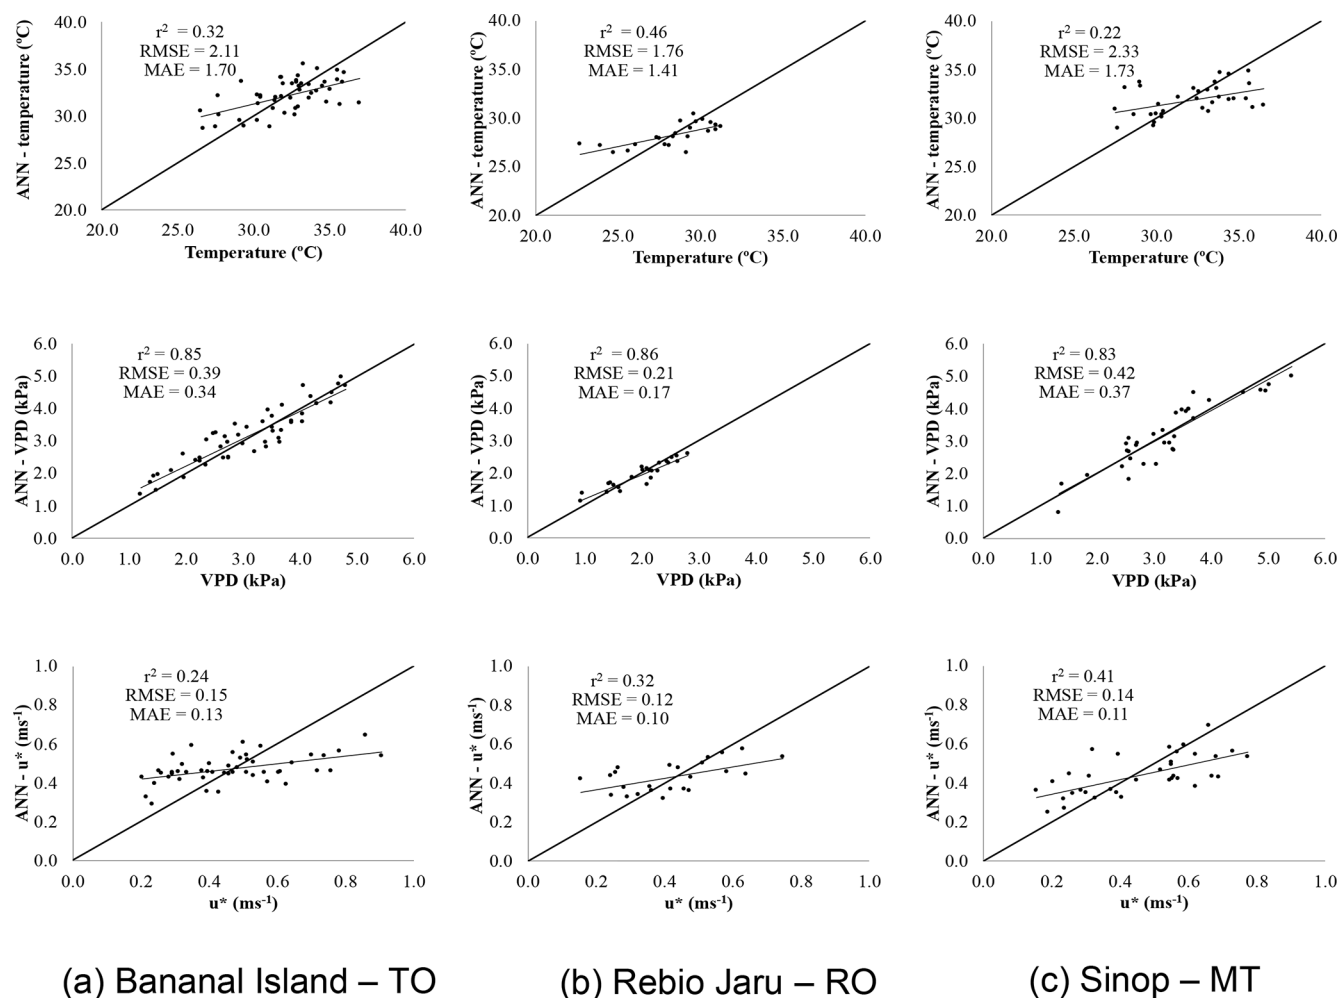 ANN - temperature (ºC)
40.0
35.0
30.0
25.0
20.0
r² = 0.32
RMSE = 2.11
MAE = 1.70
20.0 25.0 30.0 35.0 40.0
Temperature (ºC)
ANN - temperature (ºC)
40.0
35.0
30.0
25.0
20.0
r² = 0.46
RMSE = 1.76
MAE = 1.41
20.0 25.0 30.0 35.0 40.0
Temperature (ºC)
ANN - temperature (ºC)
40.0
35.0
30.0
25.0
20.0
r² = 0.22
RMSE = 2.33
MAE = 1.73
20.0 25.0 30.0 35.0 40.0
Temperature (ºC)
ANN - VPD (kPa)
6.0
5.0
4.0
3.0
2.0
1.0
0.0
r² = 0.85
RMSE = 0.39
MAE = 0.34
0.0 1.0 2.0 3.0 4.0 5.0 6.0
VPD (kPa)
ANN - VPD (kPa)
6.0
5.0
4.0
3.0
2.0
1.0
0.0
r² = 0.86
RMSE = 0.21
MAE = 0.17
0.0 1.0 2.0 3.0 4.0 5.0 6.0
VPD (kPa)
ANN - VPD (kPa)
6.0
5.0
4.0
3.0
2.0
1.0
0.0
r² = 0.83
RMSE = 0.42
MAE = 0.37
0.0 1.0 2.0 3.0 4.0 5.0 6.0
VPD (kPa)
ANN - u* (ms⁻¹)
1.0
0.8
0.6
0.4
0.2
0.0
r² = 0.24
RMSE = 0.15
MAE = 0.13
0.0 0.2 0.4 0.6 0.8 1.0
u* (ms⁻¹)
ANN - u* (ms⁻¹)
1.0
0.8
0.6
0.4
0.2
0.0
r² = 0.32
RMSE = 0.12
MAE = 0.10
0.0 0.2 0.4 0.6 0.8 1.0
u* (ms⁻¹)
ANN - u* (ms⁻¹)
1.0
0.8
0.6
0.4
0.2
0.0
r² = 0.41
RMSE = 0.14
MAE = 0.11
0.0 0.2 0.4 0.6 0.8 1.0
u* (ms⁻¹)
(a) Bananal Island – TO
(b) Rebio Jaru – RO
(c) Sinop – MT